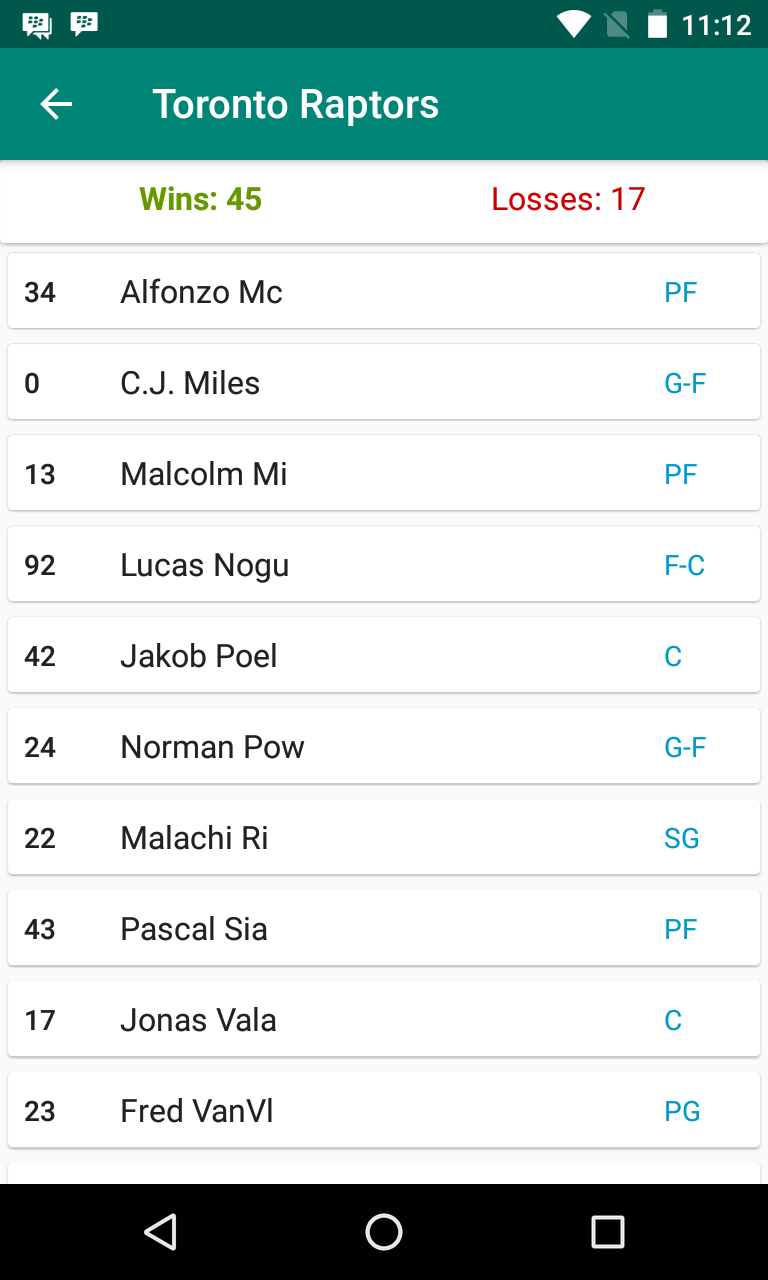 11:12
Toronto Raptors
Wins: 45 Losses: 17
34 Alfonzo Mc PF
0 C.J. Miles G-F
13 Malcolm Mi PF
92 Lucas Nogu F-C
42 Jakob Poel C
24 Norman Pow G-F
22 Malachi Ri SG
43 Pascal Sia PF
17 Jonas Vala C
23 Fred VanVl PG